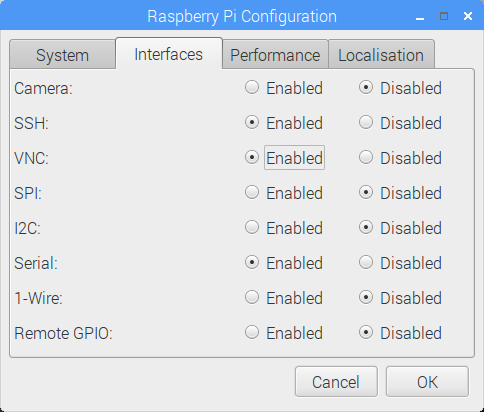 Raspberry Pi Configuration
System Interfaces Performance Localisation
Camera: Enabled Disabled
SSH: Enabled Disabled
VNC: Enabled Disabled
SPI: Enabled Disabled
I2C: Enabled Disabled
Serial: Enabled Disabled
1-Wire: Enabled Disabled
Remote GPIO: Enabled Disabled
Cancel OK